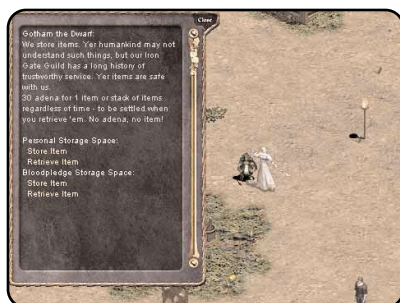 Close
Gotham the Dwarf:
We store items. Yer humankind may not
understand such things, but our Iron
Gate Guild has a long history of
trustworthy service. Yer items are safe
with us.
30 adena for 1 item or stack of items
regardless of time - to be settled when
you retrieve 'em. No adena, no item!
Personal Storage Space:
Store Item
Retrieve Item
Bloodpledge Storage Space:
Store Item
Retrieve Item